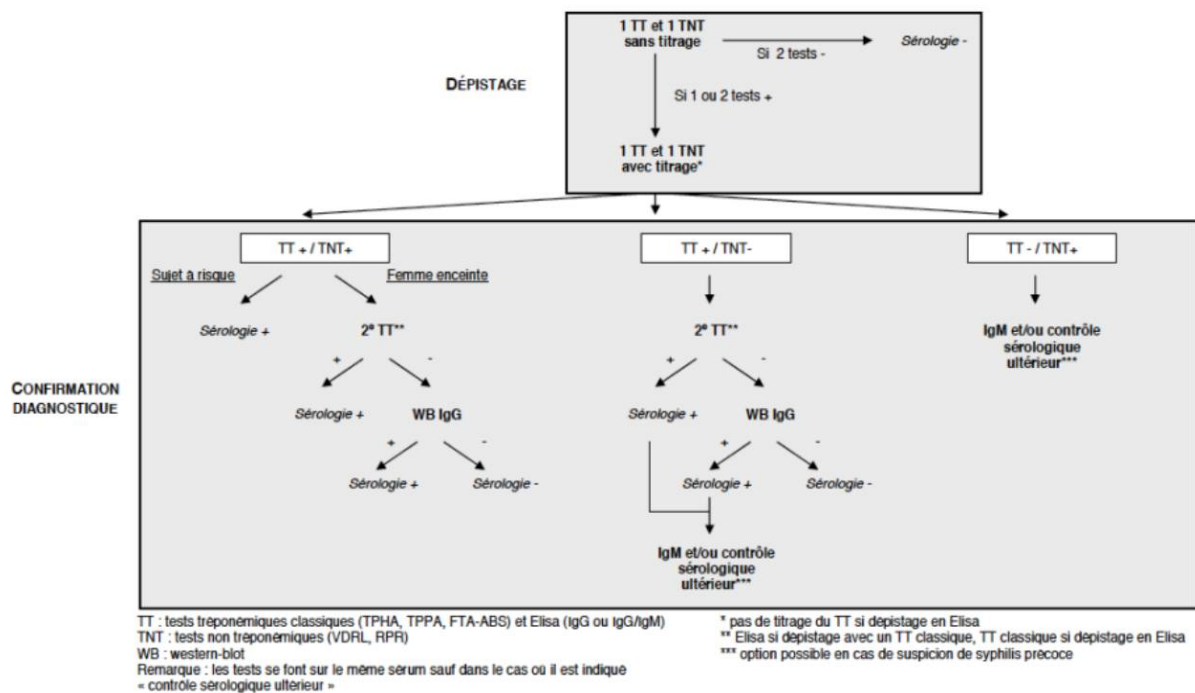 1 TT et 1 TNT
sans titrage
Si 2 tests -
Sérologie -
DÉPISTAGE
Si 1 ou 2 tests +
1 TT et 1 TNT
avec titrage*
TT + / TNT+
TT + / TNT-
TT - / TNT+
Sujet à risque
Femme enceinte
Sérologie +
2e TT**
2e TT**
IgM et/ou contrôle
sérologique
ultérieur***
+
-
+
-
CONFIRMATION
DIAGNOSTIQUE
Sérologie +
WB IgG
Sérologie +
WB IgG
+
-
+
-
Sérologie +
Sérologie -
Sérologie +
Sérologie -
IgM et/ou contrôle
sérologique
ultérieur***
TT : tests tréponémiques classiques (TPHA, TPPA, FTA-ABS) et Elisa (IgG ou IgG/IgM)
TNT : tests non tréponémiques (VDRL, RPR)
WB : western-blot
Remarque : les tests se font sur le même sérum sauf dans le cas où il est indiqué
« contrôle sérologique ultérieur »
* pas de titrage du TT si dépistage en Elisa
** Elisa si dépistage avec un TT classique, TT classique si dépistage en Elisa
*** option possible en cas de suspicion de syphilis précoce